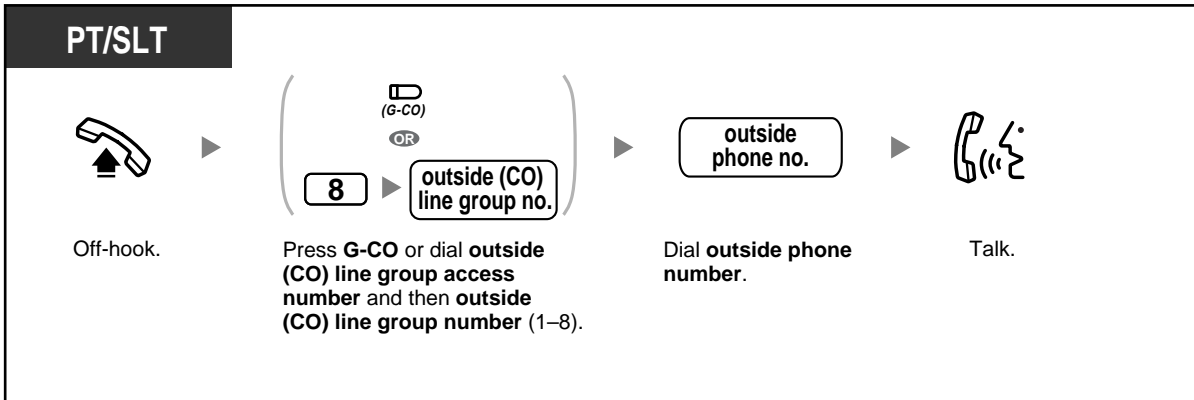 PT/SLT
(G-CO)
OR
8
outside (CO)
line group no.
outside
phone no.
Off-hook.
Press G-CO or dial outside
(CO) line group access
number and then outside
(CO) line group number (1–8).
Dial outside phone
number.
Talk.